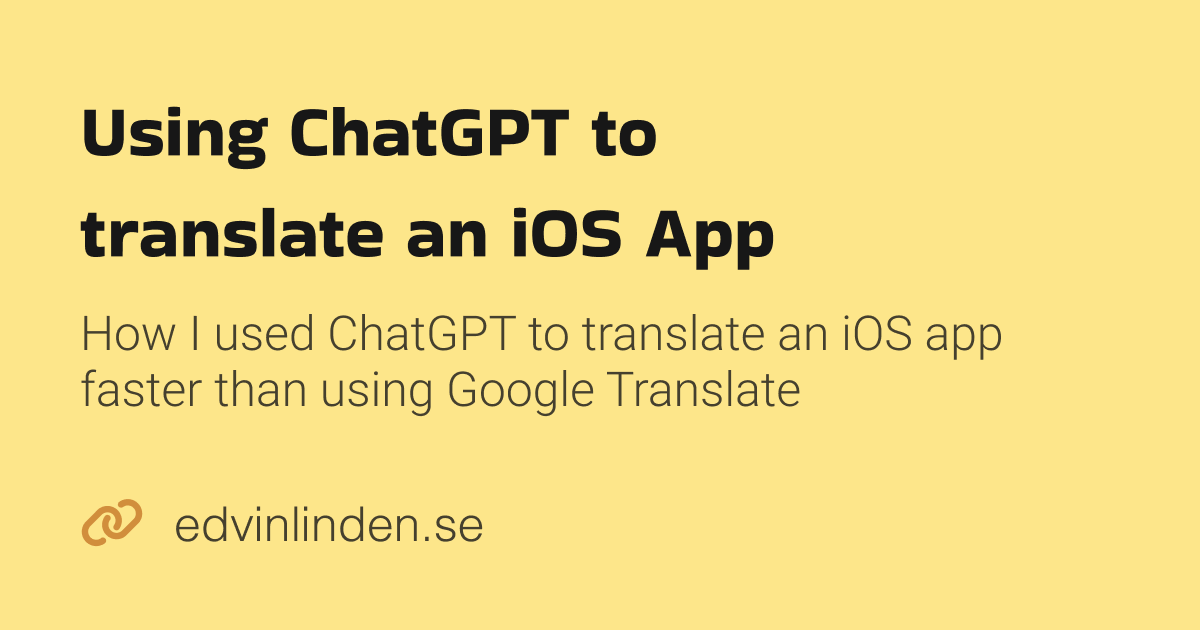 Using ChatGPT to
translate an iOS App
How I used ChatGPT to translate an iOS app
faster than using Google Translate
edvinlinden.se